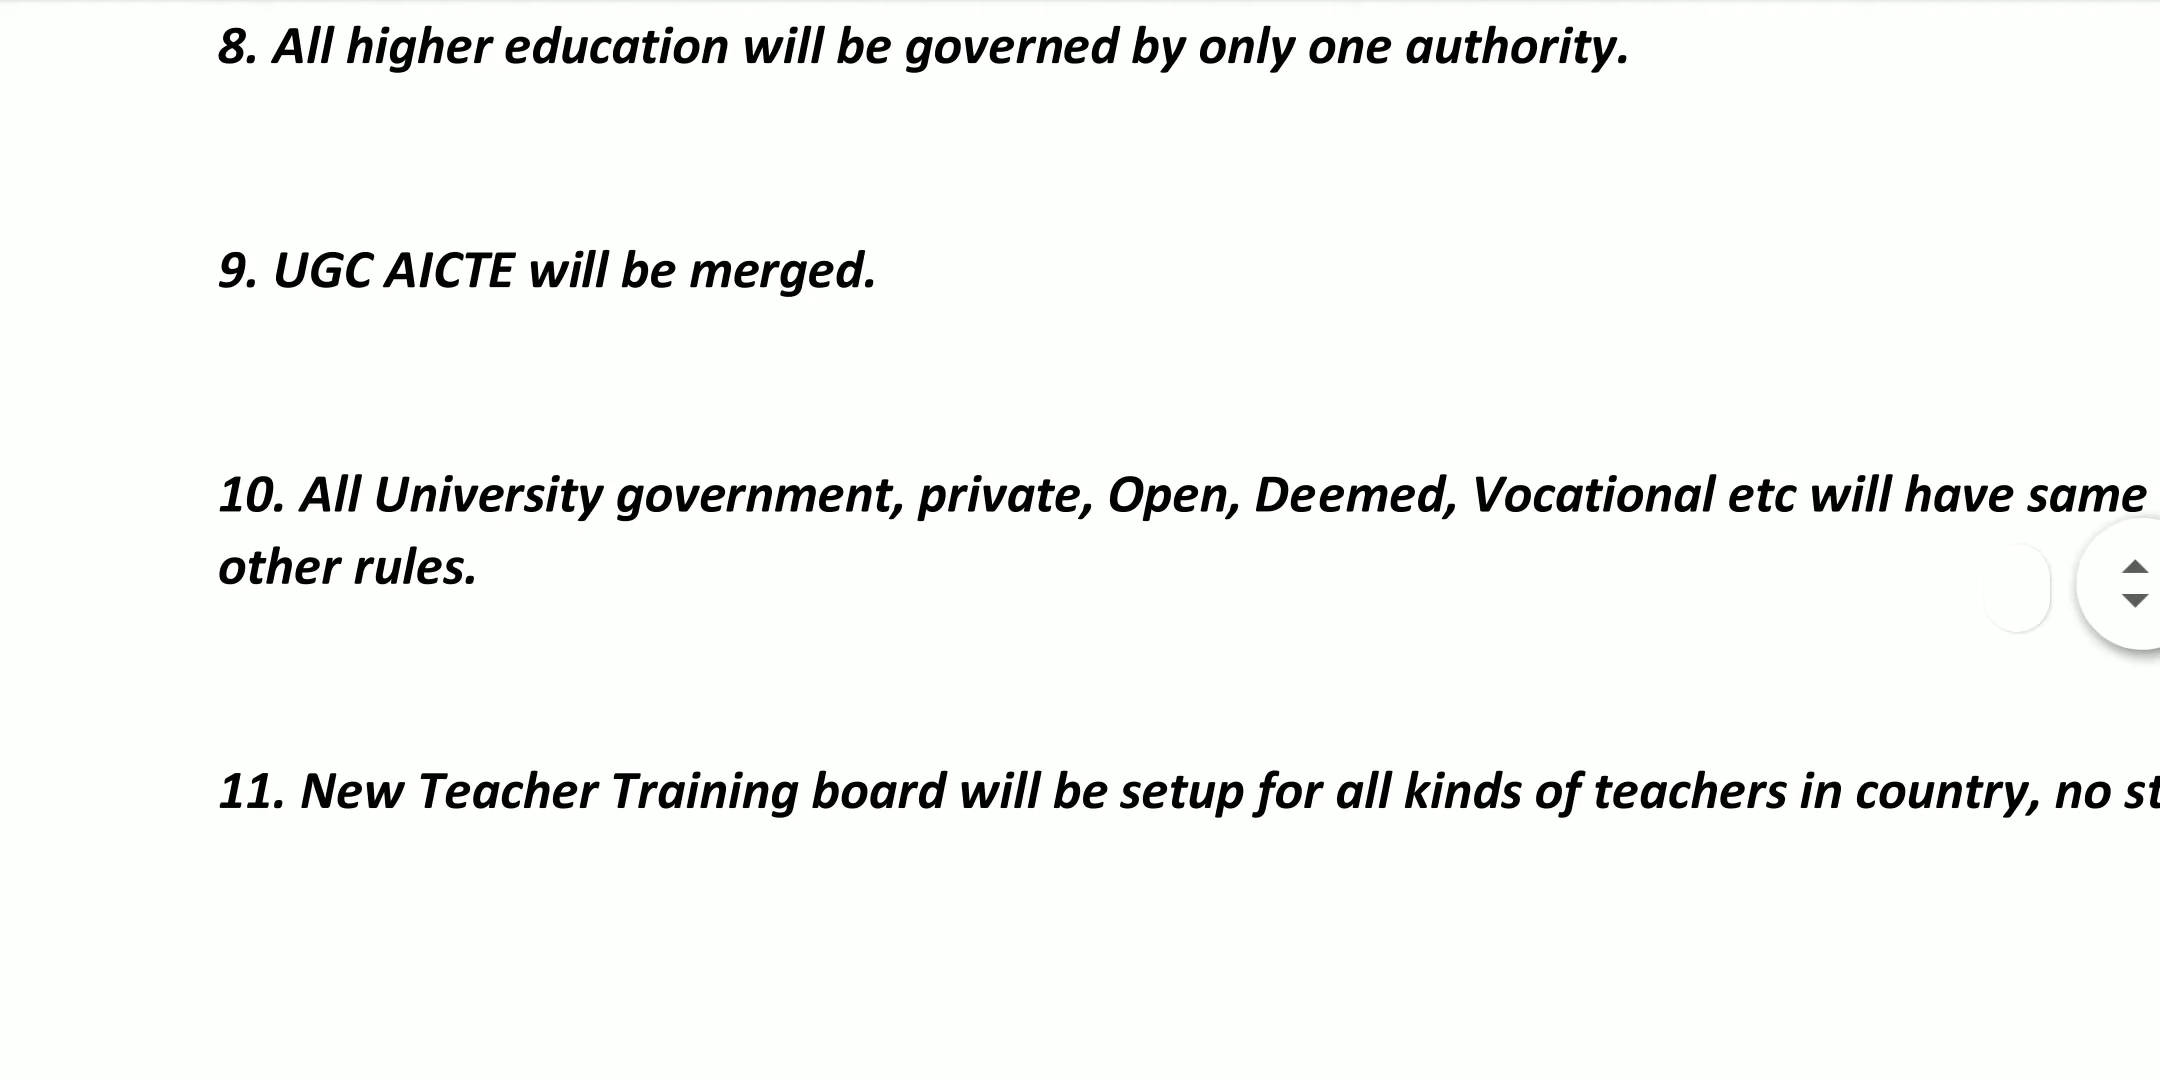 8. All higher education will be governed by only one authority.
9. UGC AICTE will be merged.
10. All University government, private, Open, Deemed, Vocational etc will have same
other rules.
11. New Teacher Training board will be setup for all kinds of teachers in country, no